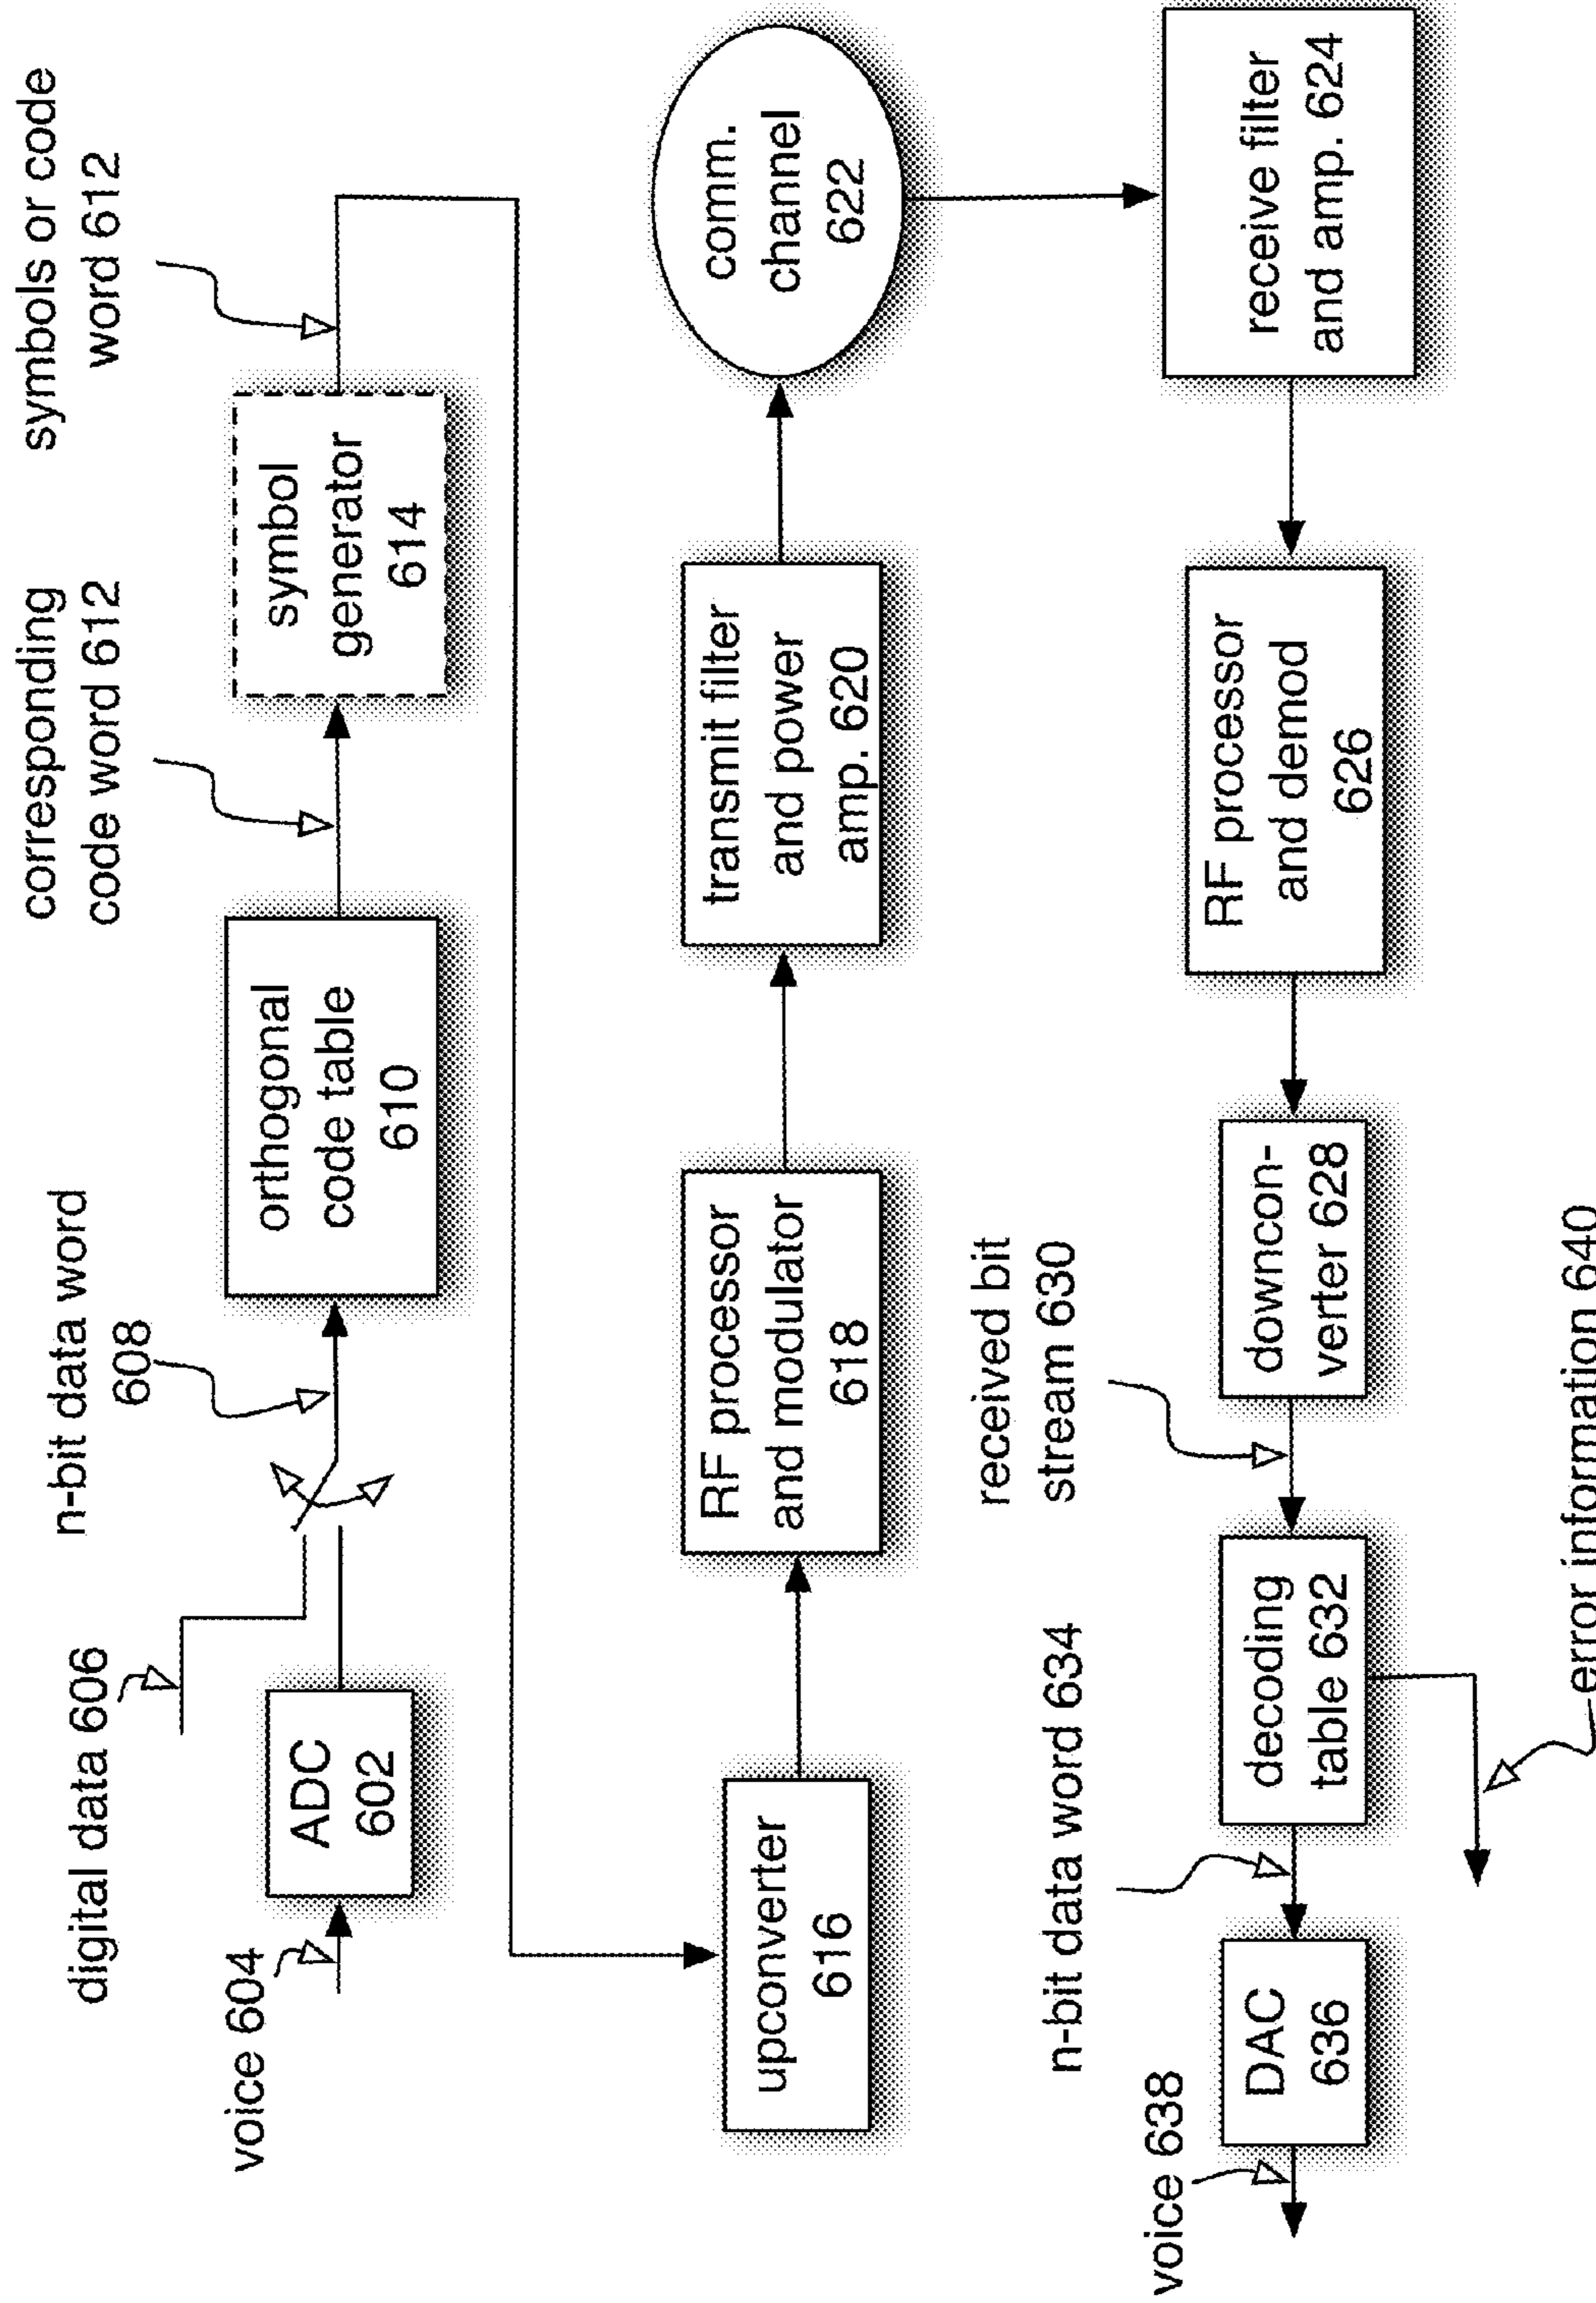 digital data 606
n-bit data word
608
corresponding
code word 612
symbols or code
word 612
voice 604
ADC
602
orthogonal
code table
610
symbol
generator
614
upconverter
616
RF processor
and modulator
618
transmit filter
and power
amp. 620
comm.
channel
622
voice 638
n-bit data word 634
received bit
stream 630
DAC
636
decoding
table 632
downcon-
verter 628
RF processor
and demod
626
receive filter
and amp. 624
error information 640